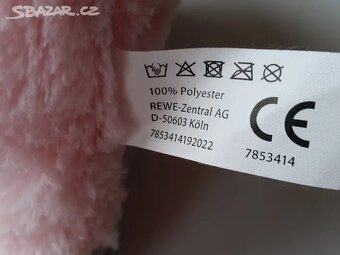 SBAZAR.CZ
100% Polyester
REWE-Zentral AG
D-50603 Köln
7853414192022
CE
7853414